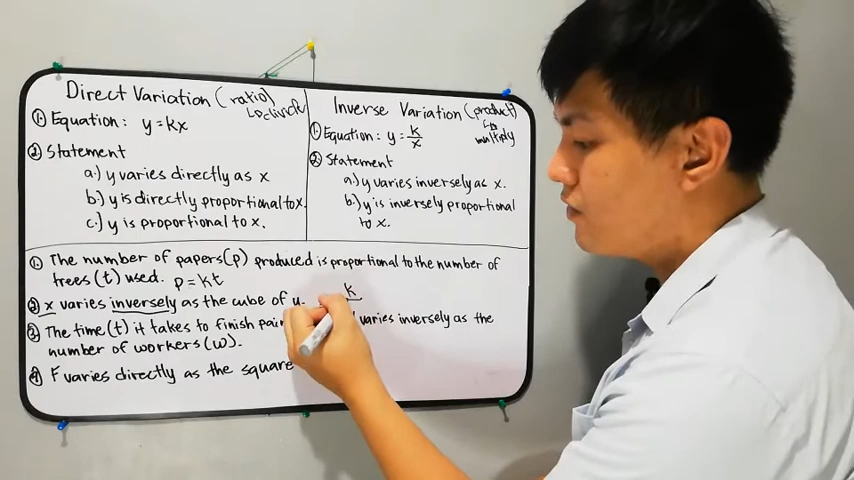 Direct Variation (ratio)
↳ divide
① Equation: y = kx
② Statement
a.) y varies directly as x
b.) y is directly proportional to x.
c.) y is proportional to x.
Inverse Variation (product)
↳ multiply
① Equation: y = k/x
② Statement
a.) y varies inversely as x.
b.) y is inversely proportional
to x.
①. The number of papers (p) produced is proportional to the number of
trees (t) used. p = kt
② x varies inversely as the cube of y. k
③ The time (t) it takes to finish varies inversely as the
number of workers (w).
④ F varies directly as the square